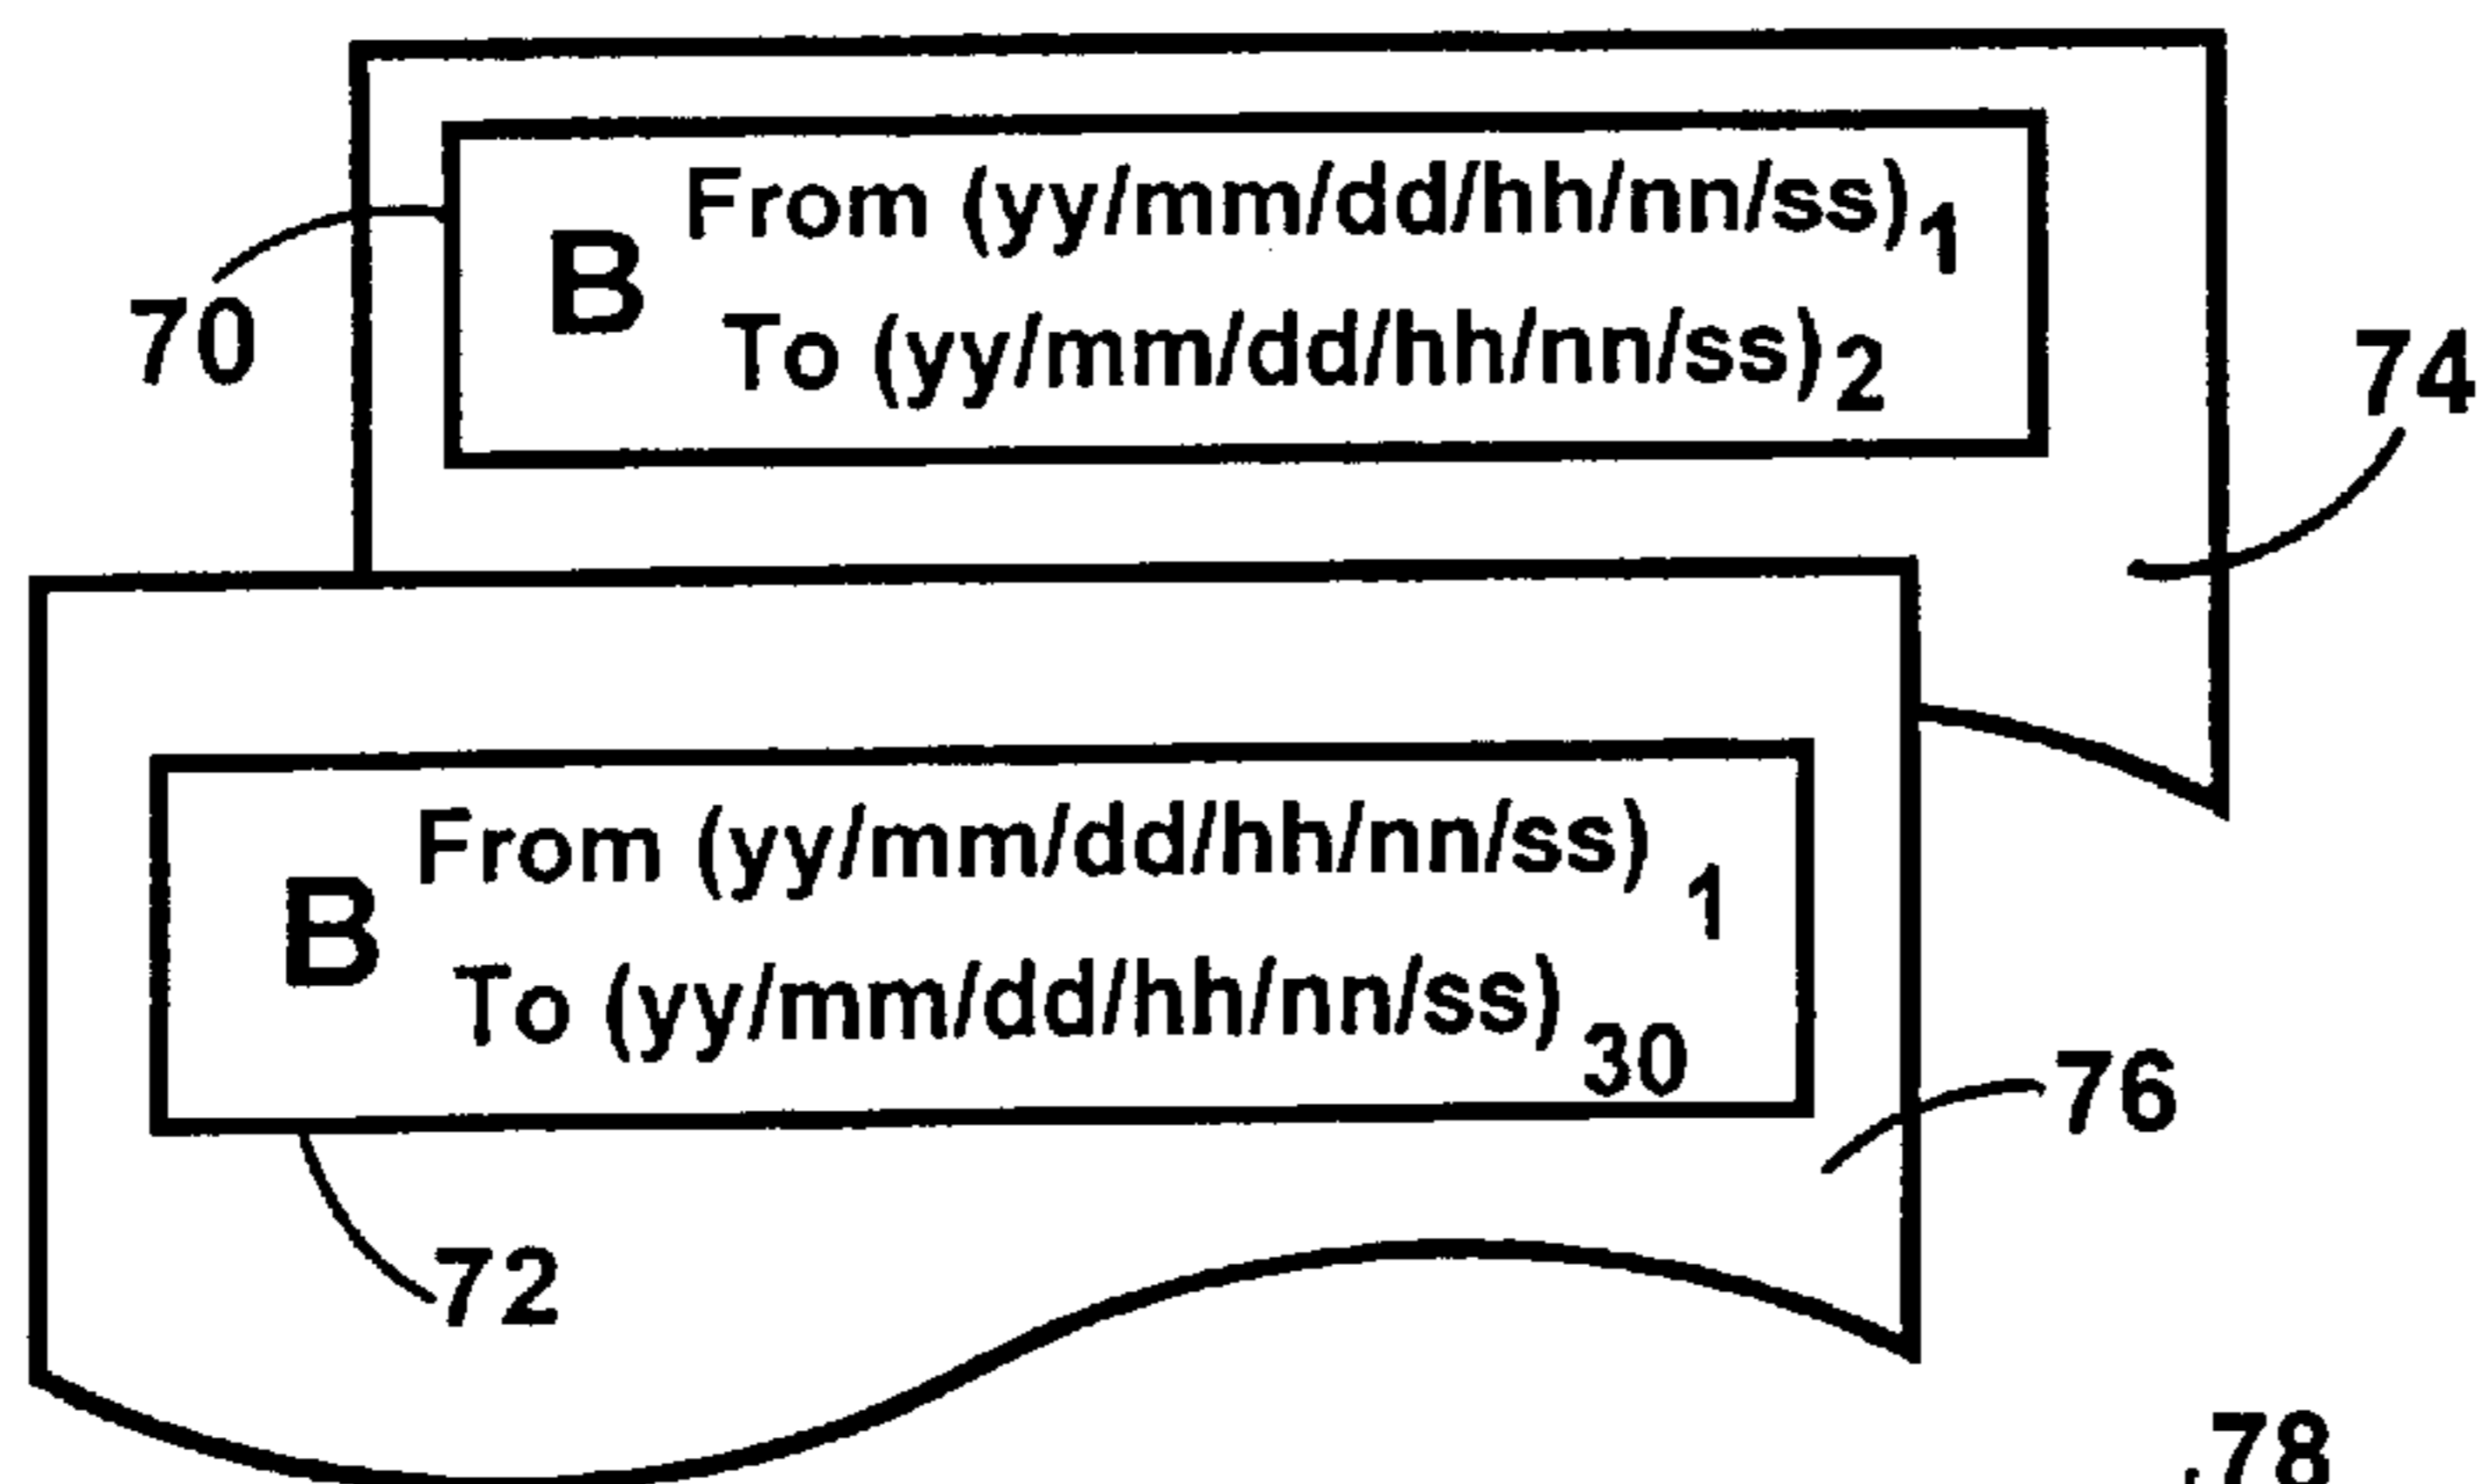 From (yy/mm/dd/hh/nn/ss)1
B
To (yy/mm/dd/hh/nn/ss)2
70
74
From (yy/mm/dd/hh/nn/ss) 1
B
To (yy/mm/dd/hh/nn/ss) 30
76
72
78